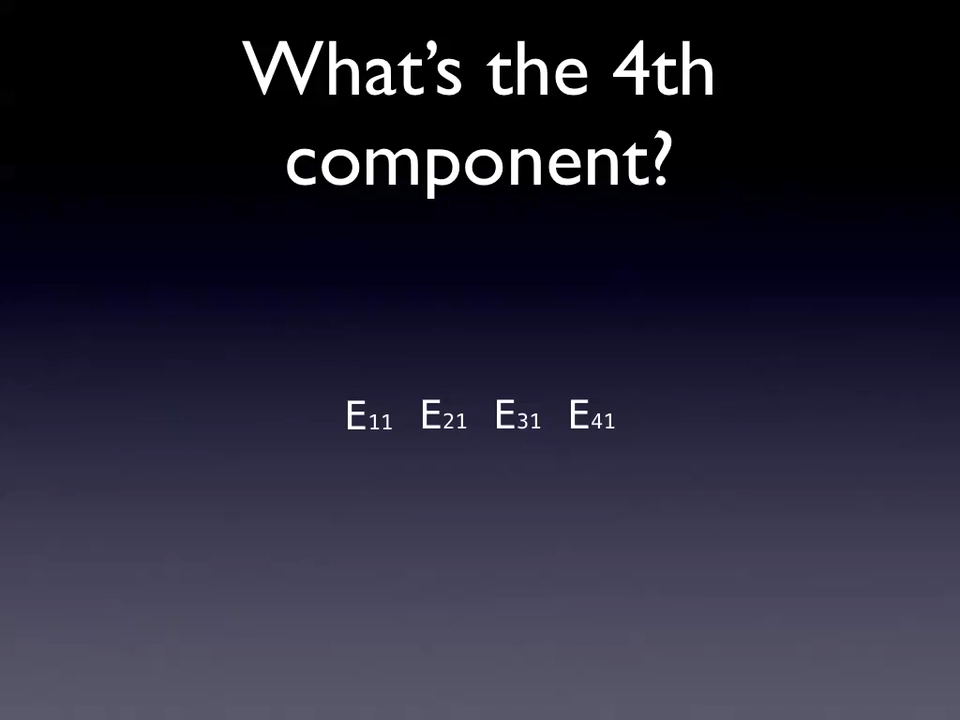 What’s the 4th
component?
E₁₁ E₂₁ E₃₁ E₄₁